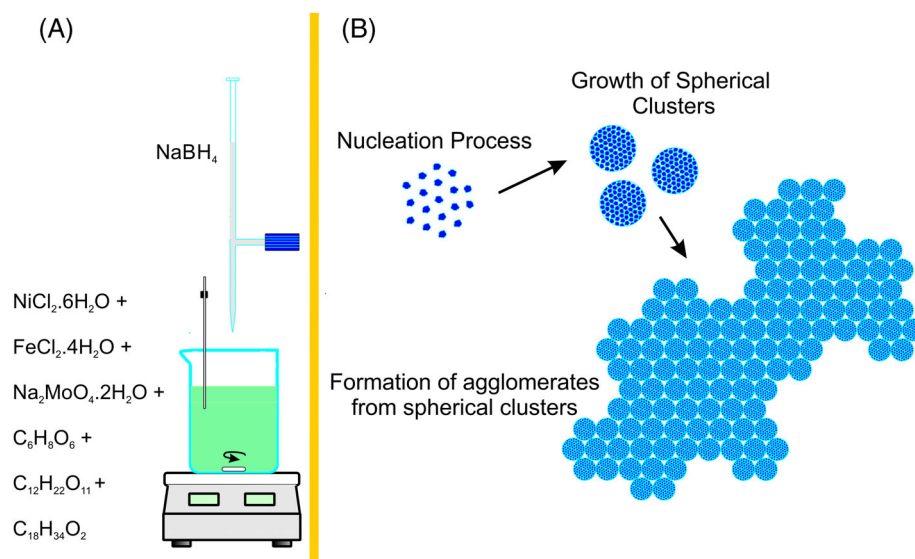 (A)
NaBH₄
NiCl₂.6H₂O +
FeCl₂.4H₂O +
Na₂MoO₄.2H₂O +
C₆H₈O₆ +
C₁₂H₂₂O₁₁ +
C₁₈H₃₄O₂
(B)
Nucleation Process
Growth of Spherical
Clusters
Formation of agglomerates
from spherical clusters